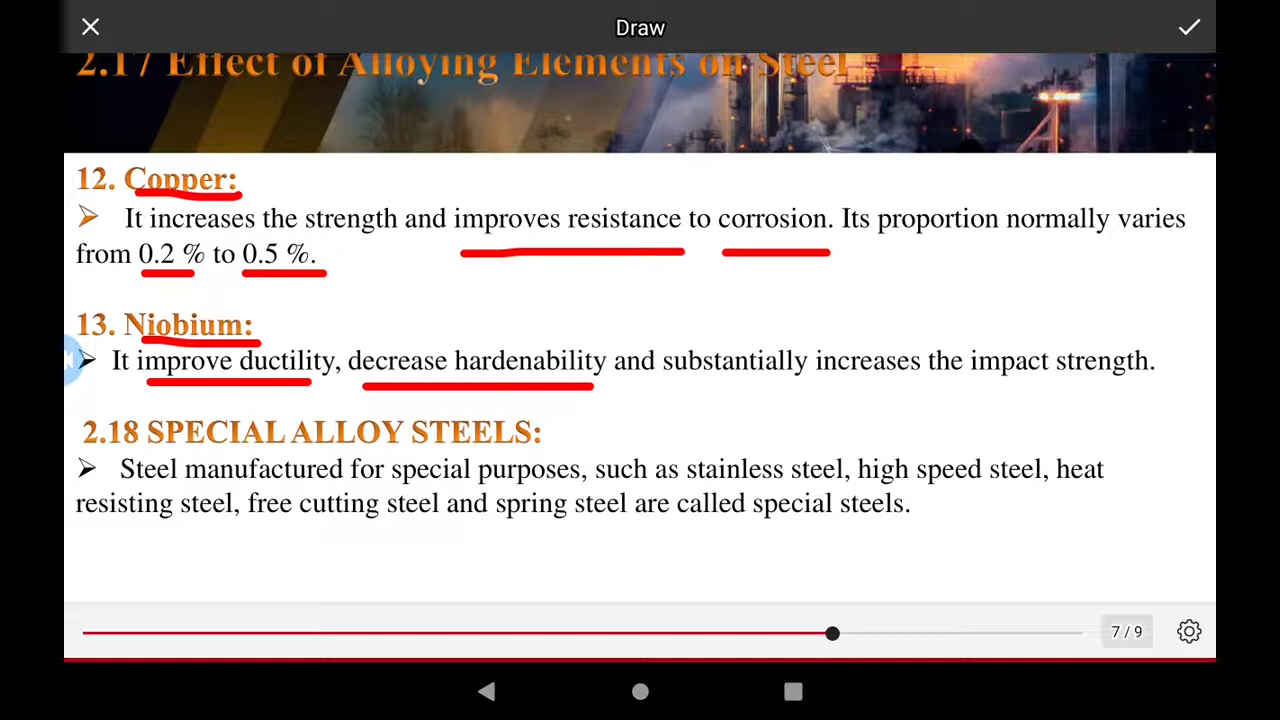 Draw
2.17 Effect of Alloying Elements on Steel
12. Copper:
It increases the strength and improves resistance to corrosion. Its proportion normally varies
from 0.2 % to 0.5 %.
13. Niobium:
It improve ductility, decrease hardenability and substantially increases the impact strength.
2.18 SPECIAL ALLOY STEELS:
Steel manufactured for special purposes, such as stainless steel, high speed steel, heat
resisting steel, free cutting steel and spring steel are called special steels.
7 / 9